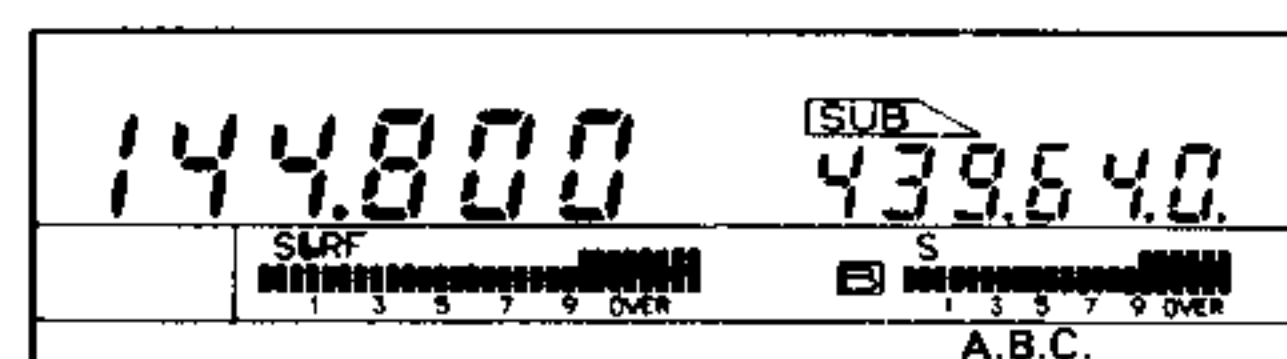 SUB
144.800 439.640.
S&RF S
1 3 5 7 9 OVER B 1 3 5 7 9 OVER
A.B.C.